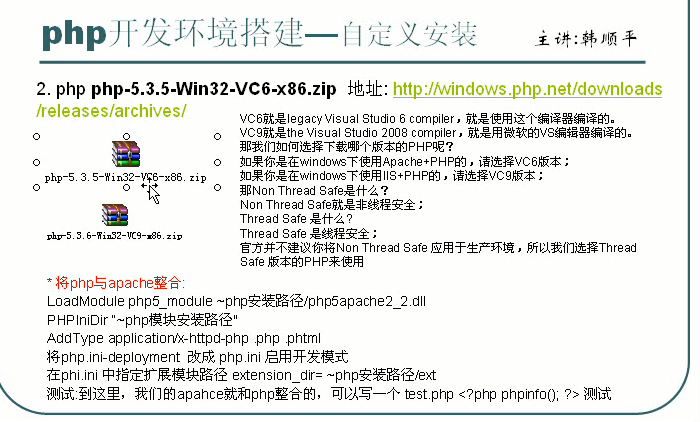 php开发环境搭建—自定义安装
主讲:韩顺平
2. php php-5.3.5-Win32-VC6-x86.zip 地址: http://windows.php.net/downloads
/releases/archives/
VC6就是legacy Visual Studio 6 compiler，就是使用这个编译器编译的。
VC9就是the Visual Studio 2008 compiler，就是用微软的VS编辑器编译的。
那我们如何选择下载哪个版本的PHP呢？
如果你是在windows下使用Apache+PHP的，请选择VC6版本；
如果你是在windows下使用IIS+PHP的，请选择VC9版本；
那Non Thread Safe是什么？
Non Thread Safe就是非线程安全；
Thread Safe 是什么？
Thread Safe 是线程安全；
官方并不建议你将Non Thread Safe 应用于生产环境，所以我们选择Thread
Safe 版本的PHP来使用
php-5.3.5-Win32-VC6-x86.zip
php-5.3.6-Win32-VC9-x86.zip
* 将php与apache整合:
LoadModule php5_module ~php安装路径/php5apache2_2.dll
PHPIniDir "~php模块安装路径"
AddType application/x-httpd-php .php .phtml
将php.ini-deployment 改成 php.ini 启用开发模式
在phi.ini 中指定扩展模块路径 extension_dir= ~php安装路径/ext
测试:到这里，我们的apahce就和php整合的，可以写一个 test.php <?php phpinfo(); ?> 测试